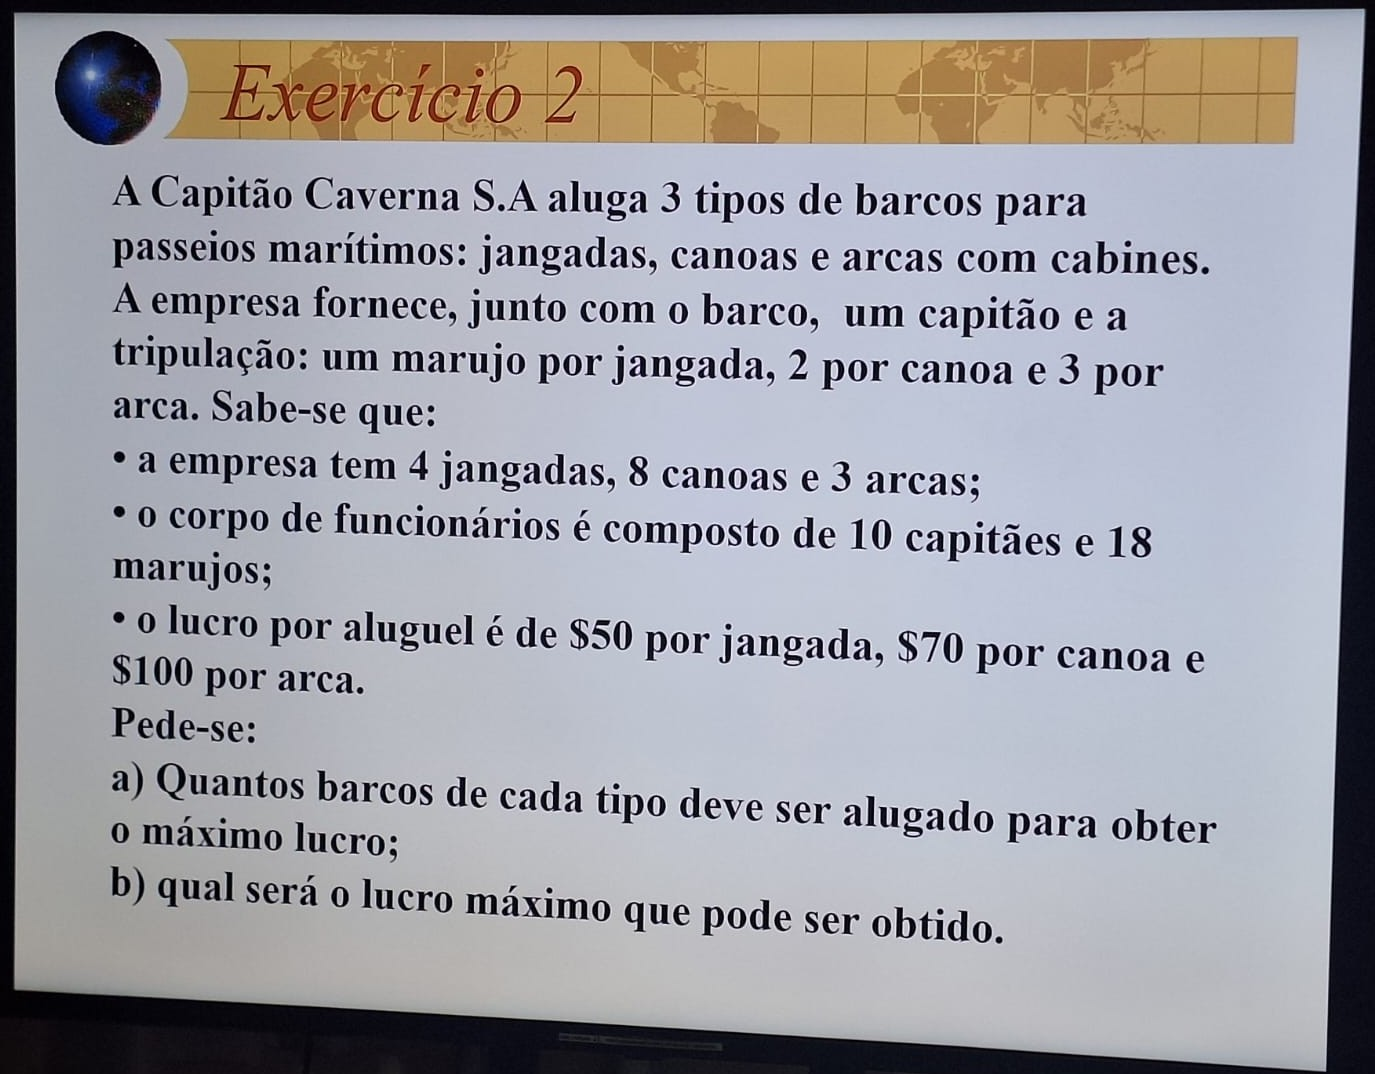 Exercício 2
A Capitão Caverna S.A aluga 3 tipos de barcos para
passeios marítimos: jangadas, canoas e arcas com cabines.
A empresa fornece, junto com o barco, um capitão e a
tripulação: um marujo por jangada, 2 por canoa e 3 por
arca. Sabe-se que:
• a empresa tem 4 jangadas, 8 canoas e 3 arcas;
• o corpo de funcionários é composto de 10 capitães e 18
marujos;
• o lucro por aluguel é de $50 por jangada, $70 por canoa e
$100 por arca.
Pede-se:
a) Quantos barcos de cada tipo deve ser alugado para obter
o máximo lucro;
b) qual será o lucro máximo que pode ser obtido.